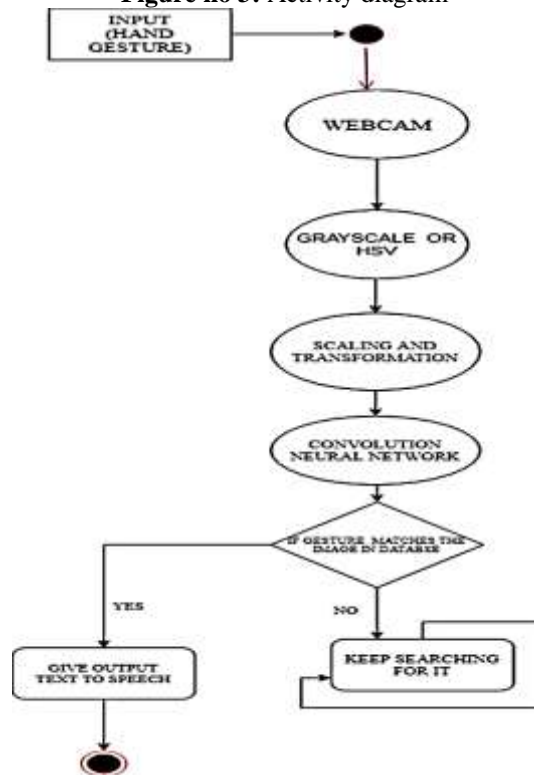 Figure no 3: Activity diagram
INPUT
(HAND
GESTURE)
WEBCAM
GRAYSCALE OR
HSV
SCALING AND
TRANSFORMATION
CONVOLUTION
NEURAL NETWORK
IF GESTURE MATCHES THE
IMAGE IN DATABSE
YES
NO
GIVE OUTPUT
TEXT TO SPEECH
KEEP SEARCHING
FOR IT